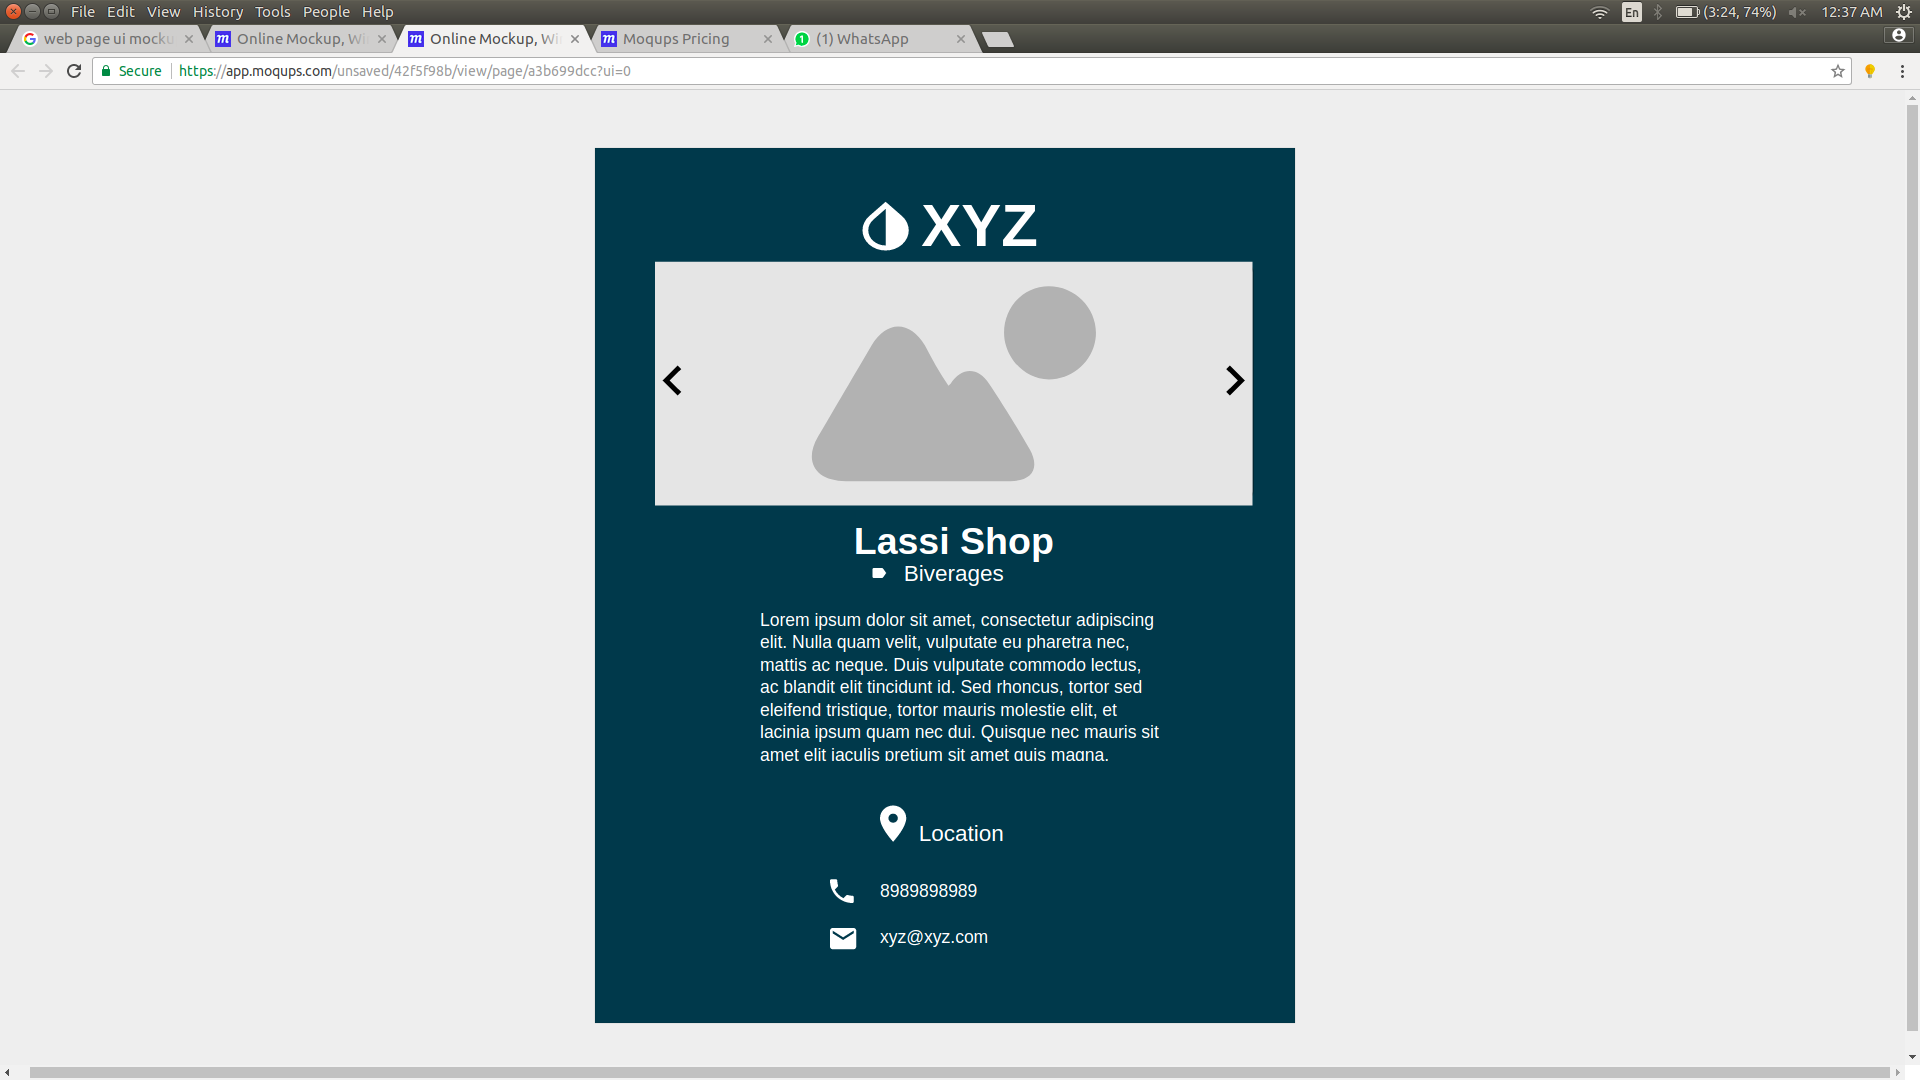 File Edit View History Tools People Help
En (3:24, 74%) 12:37 AM
web page ui mocku
Online Mockup, Wi
Online Mockup, Wi
Moqups Pricing
(1) WhatsApp
Secure https://app.moqups.com/unsaved/42f5f98b/view/page/a3b699dcc?ui=0
XYZ
Lassi Shop
Biverages
Lorem ipsum dolor sit amet, consectetur adipiscing
elit. Nulla quam velit, vulputate eu pharetra nec,
mattis ac neque. Duis vulputate commodo lectus,
ac blandit elit tincidunt id. Sed rhoncus, tortor sed
eleifend tristique, tortor mauris molestie elit, et
lacinia ipsum quam nec dui. Quisque nec mauris sit
amet elit iaculis pretium sit amet quis magna.
Location
8989898989
xyz@xyz.com